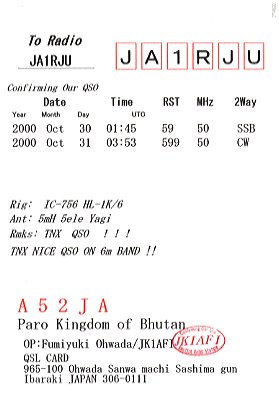 To Radio
JA1RJU
JA1RJU
Confirming Our QSO
Date Time RST MHz 2Way
Year Month Day UTC
2000 Oct 30 01:45 59 50 SSB
2000 Oct 31 03:53 599 50 CW
Rig: IC-756 HL-1K/6
Ant: 5mH 5ele Yagi
Rmks: TNX QSO ! ! !
TNX NICE QSO ON 6m BAND !!
A52JA
Paro Kingdom of Bhutan
OP:Fumiyuki Ohwada/JK1AFI
JK1AFI
QSL CARD
965-100 Ohwada Sanwa machi Sashima gun
Ibaraki JAPAN 306-0111